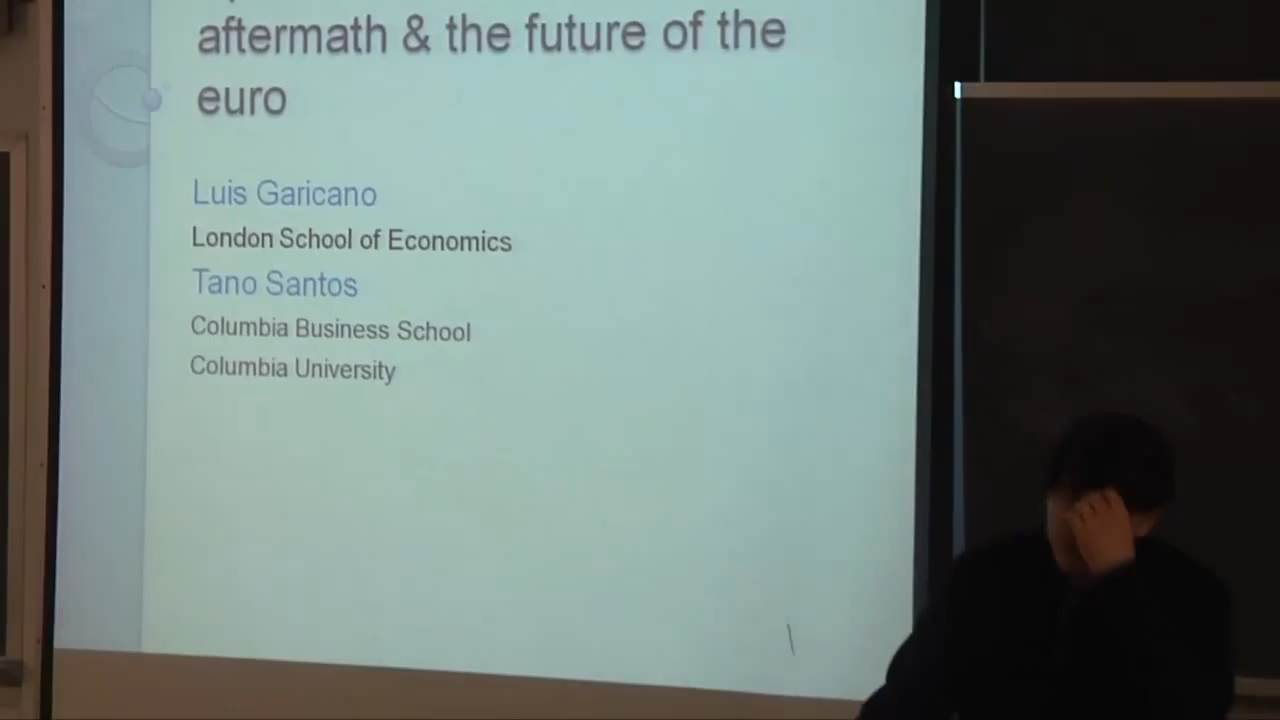 aftermath & the future of the
euro
Luis Garicano
London School of Economics
Tano Santos
Columbia Business School
Columbia University